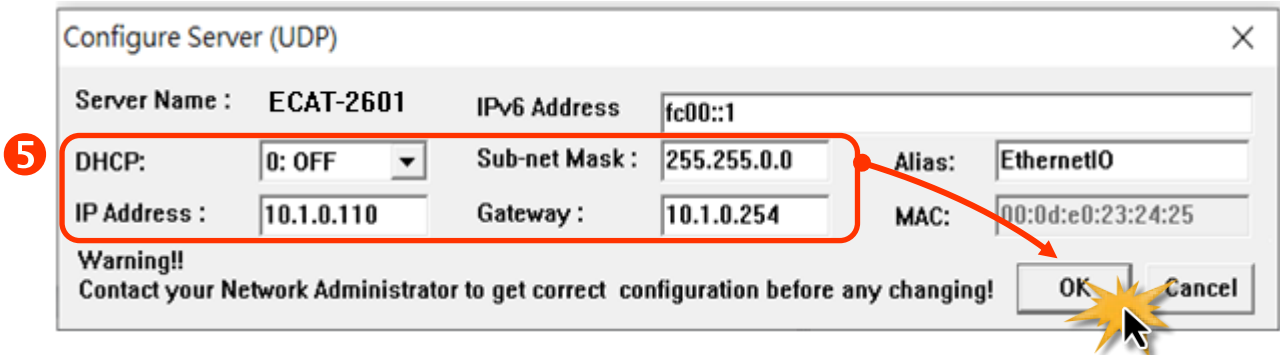 Configure Server (UDP)
Server Name : ECAT-2601 IPv6 Address fc00::1
5 DHCP: 0: OFF Sub-net Mask : 255.255.0.0 Alias: EthernetIO
IP Address : 10.1.0.110 Gateway : 10.1.0.254 MAC: 00:0d:e0:23:24:25
Warning!!
Contact your Network Administrator to get correct configuration before any changing! OK Cancel